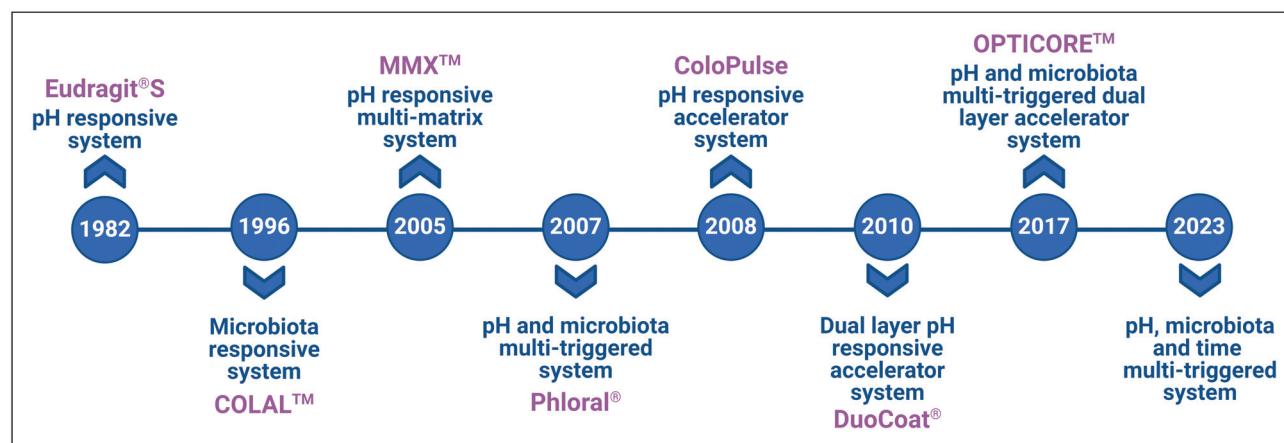 Eudragit®S
pH responsive
system
MMX™
pH responsive
multi-matrix
system
ColoPulse
pH responsive
accelerator
system
OPTICORE™
pH and microbiota
multi-triggered dual
layer accelerator
system
1982
1996
2005
2007
2008
2010
2017
2023
Microbiota
responsive
system
COLAL™
pH and microbiota
multi-triggered
system
Phloral®
Dual layer pH
responsive
accelerator
system
DuoCoat®
pH, microbiota
and time
multi-triggered
system